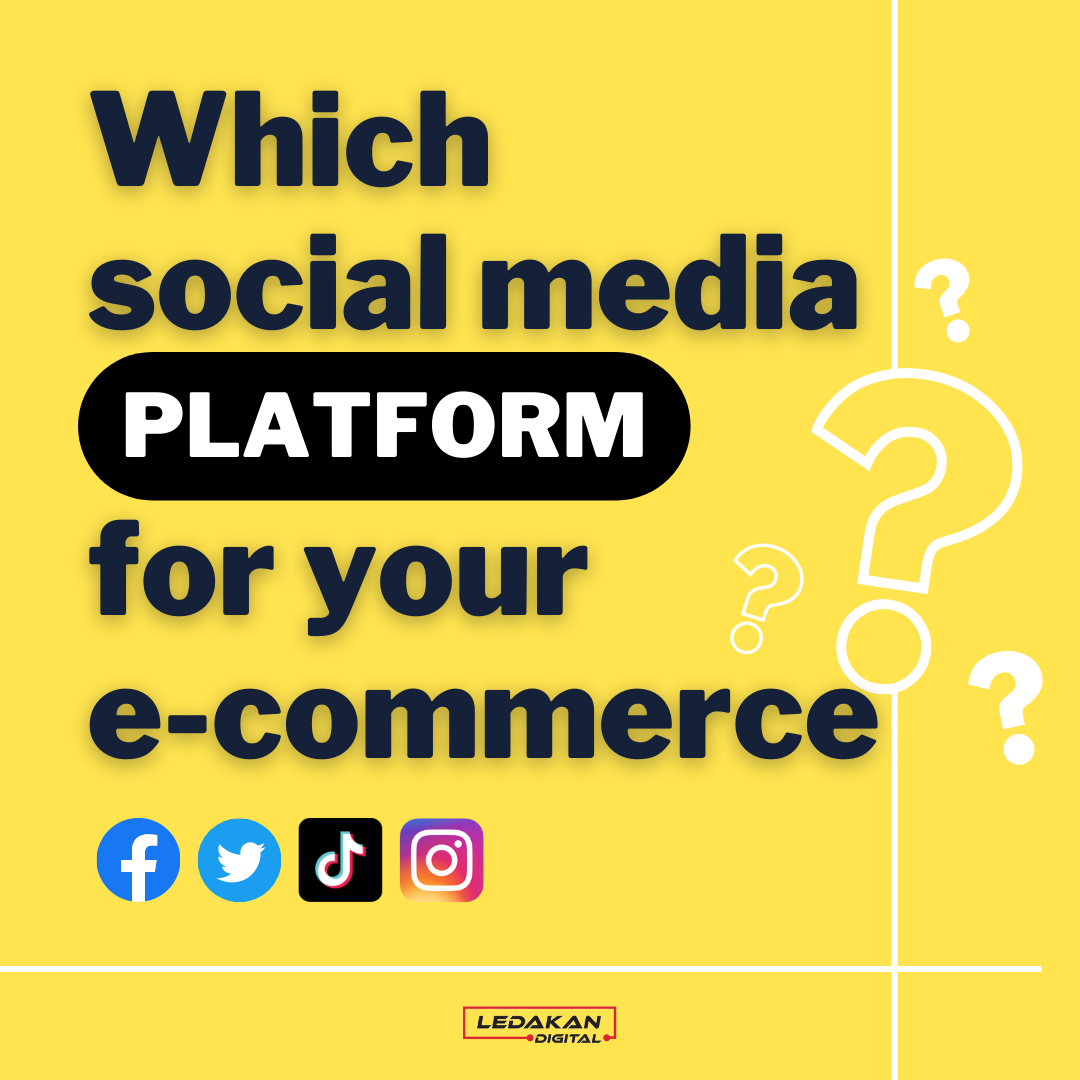 Which
social media
PLATFORM
for your
e-commerce
?
?
?
?
LEDAKAN
DIGITAL